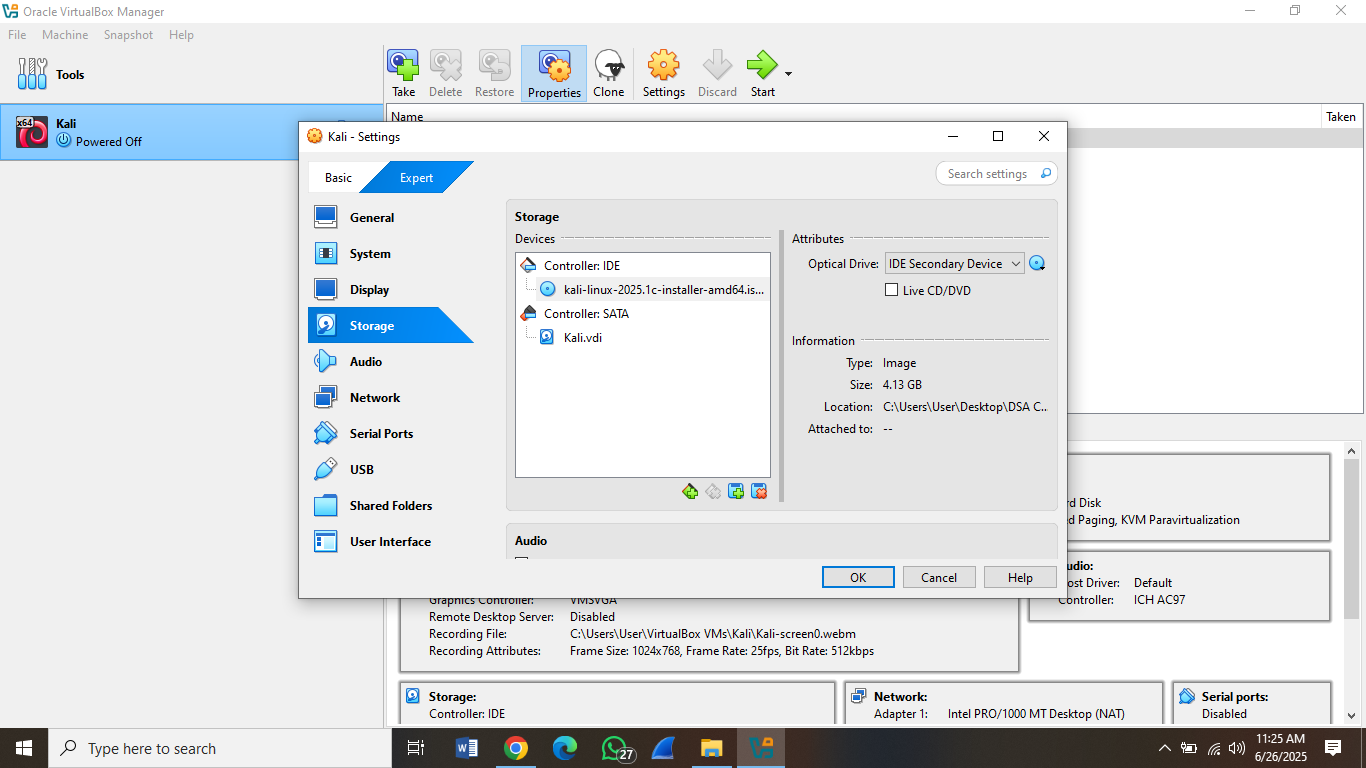 Oracle VirtualBox Manager
File Machine Snapshot Help
Tools
Take Delete Restore Properties Clone Settings Discard Start
x64
Kali
Powered Off
Name Taken
Kali - Settings
Basic Expert
Search settings
General
System
Display
Storage
Audio
Network
Serial Ports
USB
Shared Folders
User Interface
Storage
Devices
Controller: IDE
kali-linux-2025.1c-installer-amd64.is...
Controller: SATA
Kali.vdi
Attributes
Optical Drive: IDE Secondary Device
Live CD/DVD
Information
Type: Image
Size: 4.13 GB
Location: C:\Users\User\Desktop\DSA C...
Attached to: --
Audio
OK Cancel Help
rd Disk
d Paging, KVM Paravirtualization
udio:
ost Driver: Default
Controller: ICH AC97
Graphics Controller: VMSVGA
Remote Desktop Server: Disabled
Recording File: C:\Users\User\VirtualBox VMs\Kali\Kali-screen0.webm
Recording Attributes: Frame Size: 1024x768, Frame Rate: 25fps, Bit Rate: 512kbps
Storage:
Controller: IDE
Network:
Adapter 1: Intel PRO/1000 MT Desktop (NAT)
Serial ports:
Disabled
Type here to search
27
11:25 AM
6/26/2025